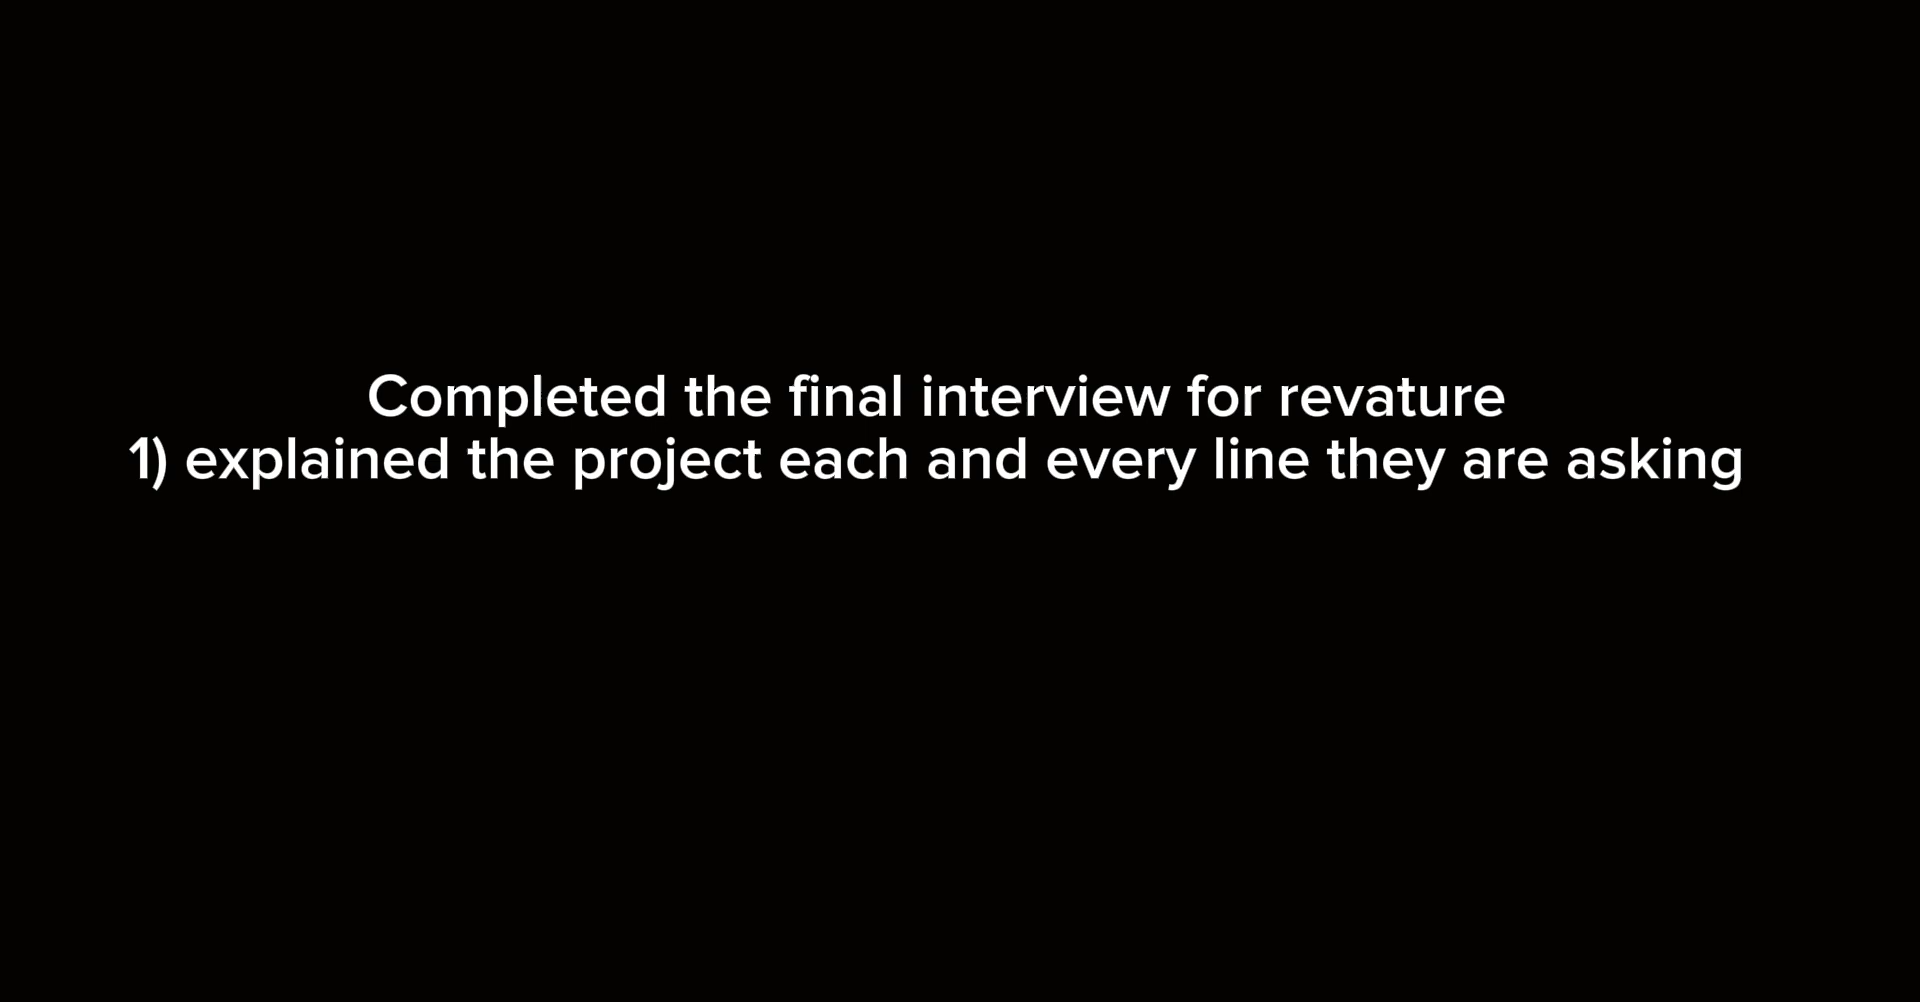 Completed the final interview for revature
1) explained the project each and every line they are asking